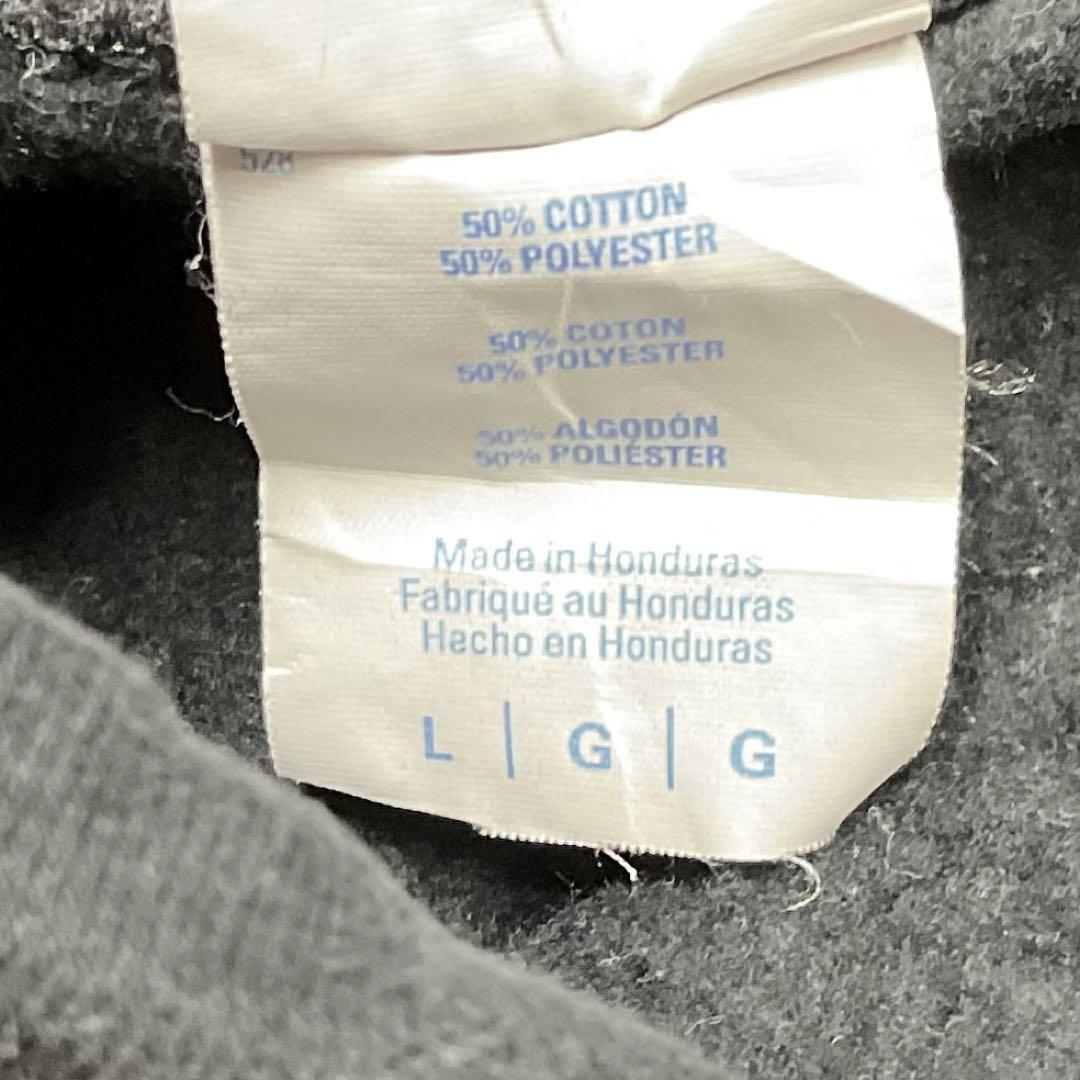 50% COTTON
50% POLYESTER
50% COTON
50% POLYESTER
50% ALGODÓN
50% POLIÉSTER
Made in Honduras
Fabriqué au Honduras
Hecho en Honduras
L | G | G